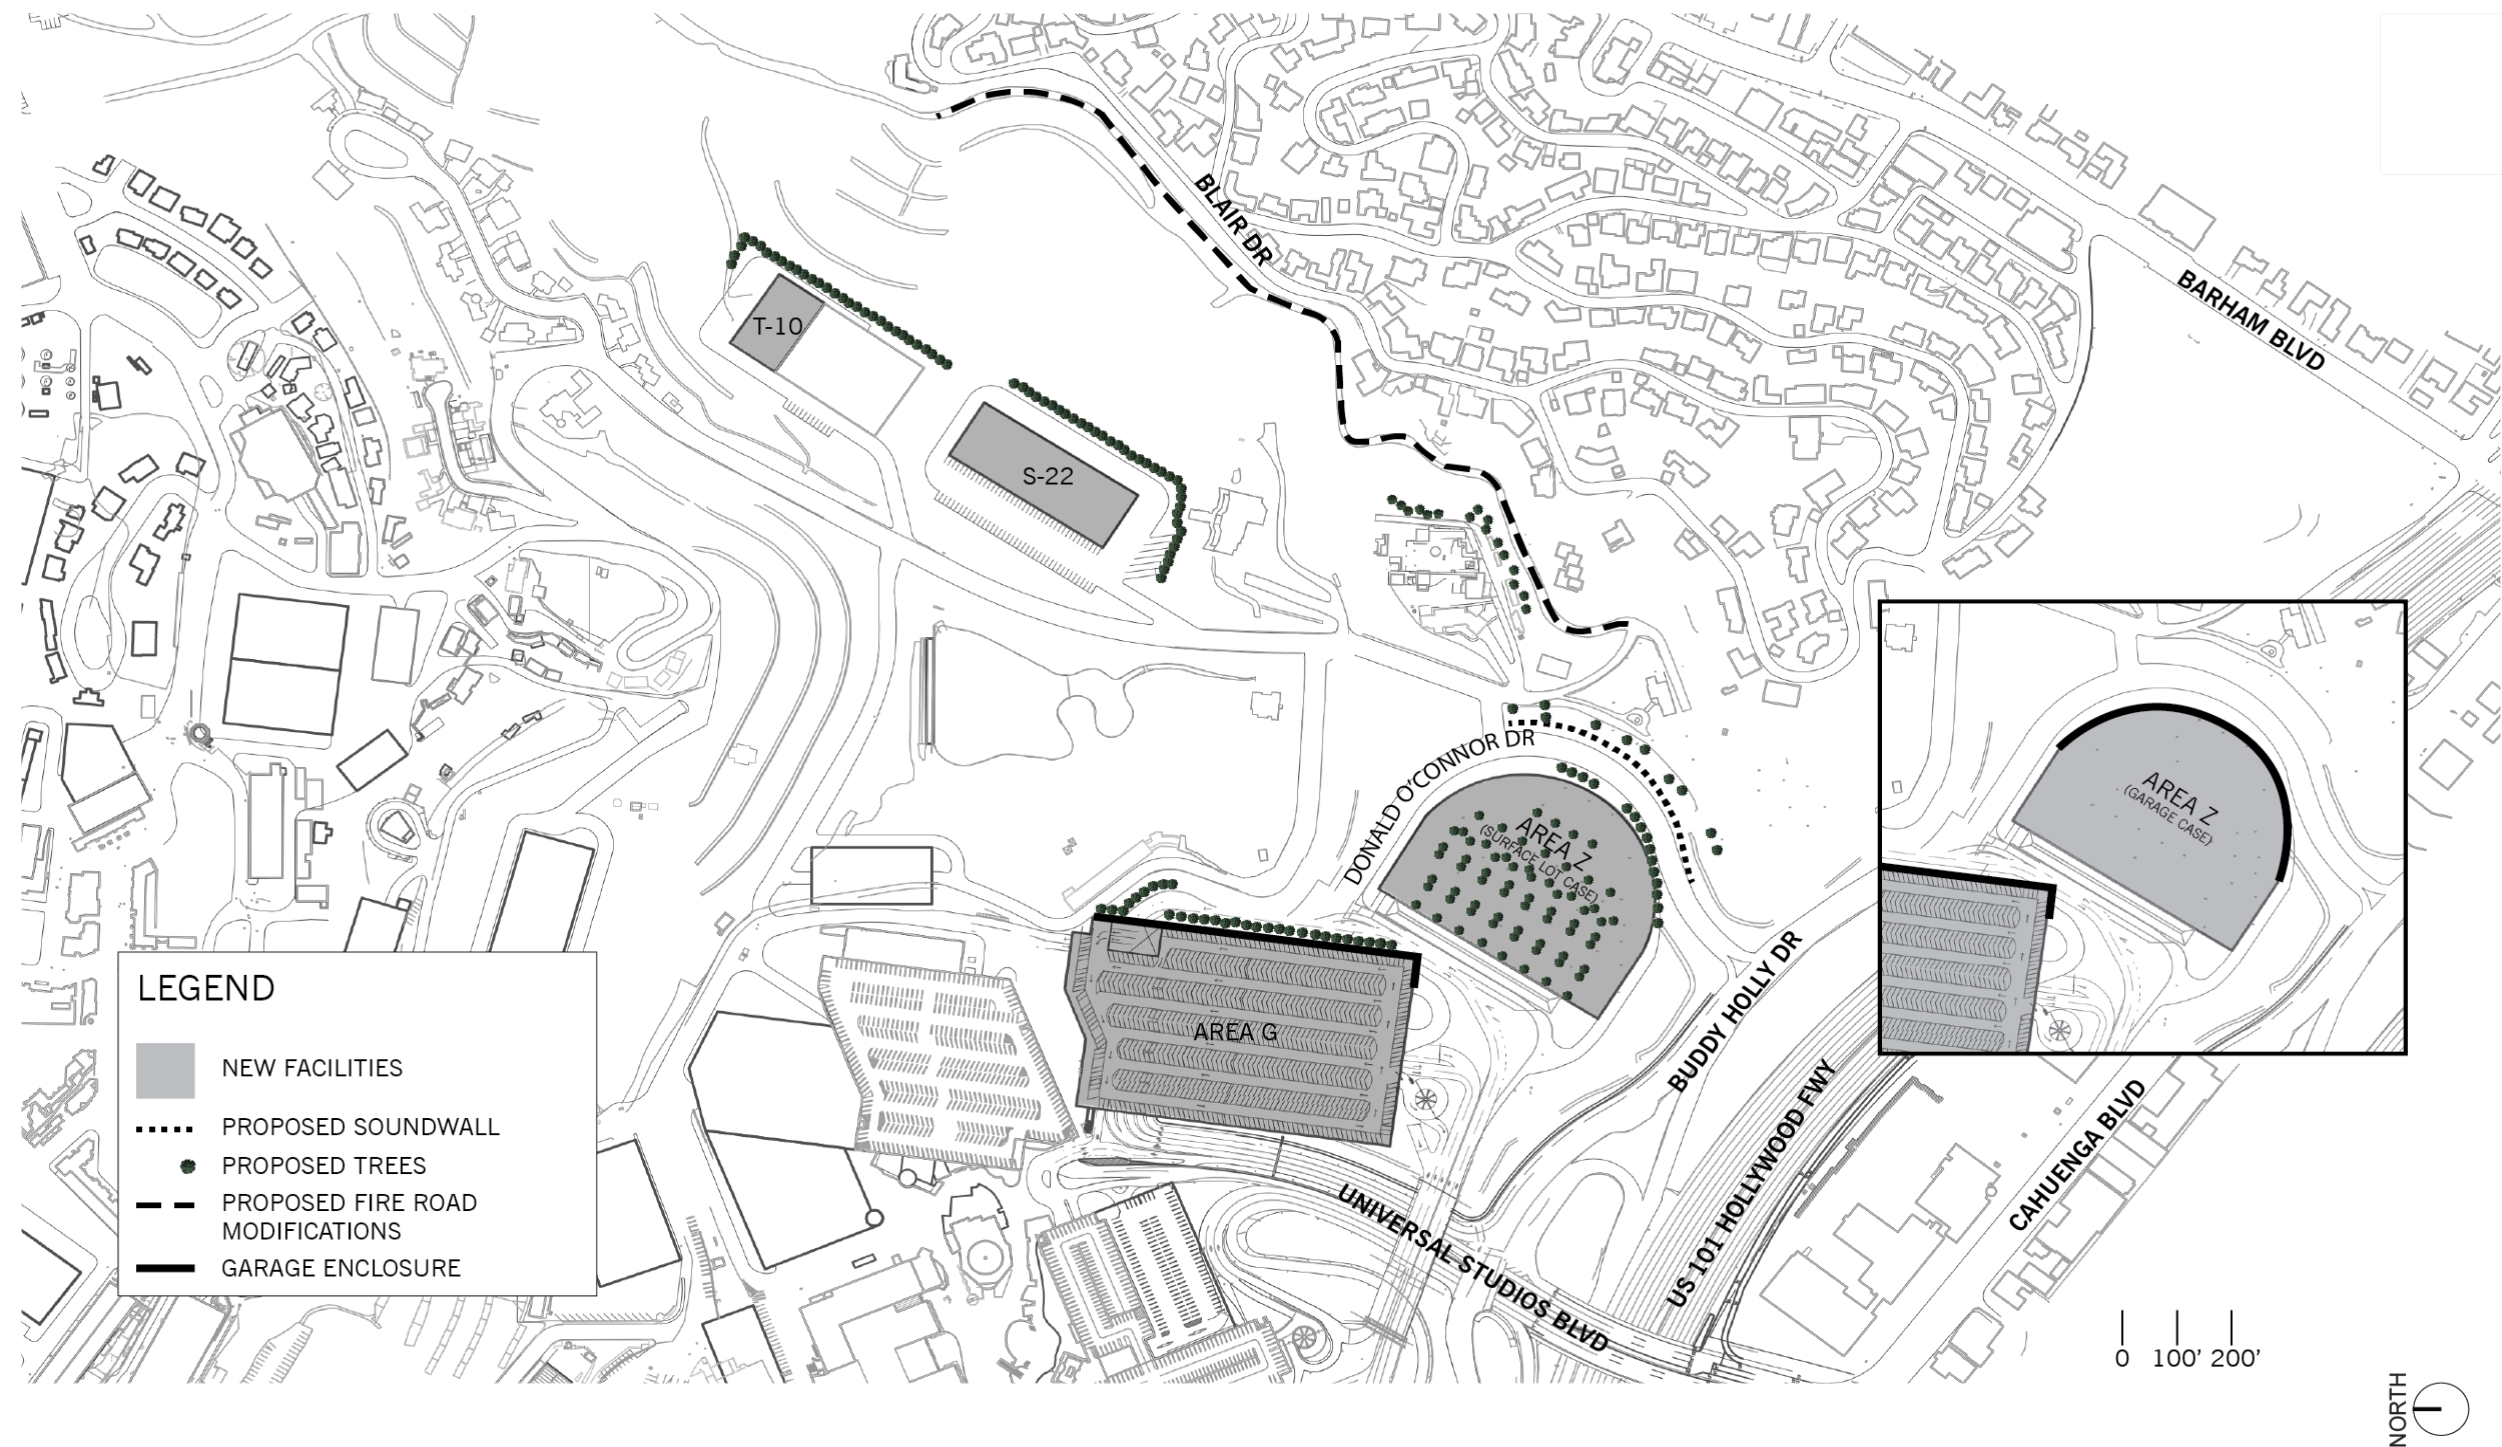 BLAIR DR
BARHAM BLVD
T-10
S-22
DONALD O'CONNOR DR
AREA Z
(SURFACE LOT CASE)
AREA Z
(GARAGE CASE)
AREA G
BUDDY HOLLY DR
US 101 HOLLYWOOD FWY
CAHUENGA BLVD
UNIVERSAL STUDIOS BLVD
LEGEND
NEW FACILITIES
PROPOSED SOUNDWALL
PROPOSED TREES
PROPOSED FIRE ROAD
MODIFICATIONS
GARAGE ENCLOSURE
0 100' 200'
NORTH